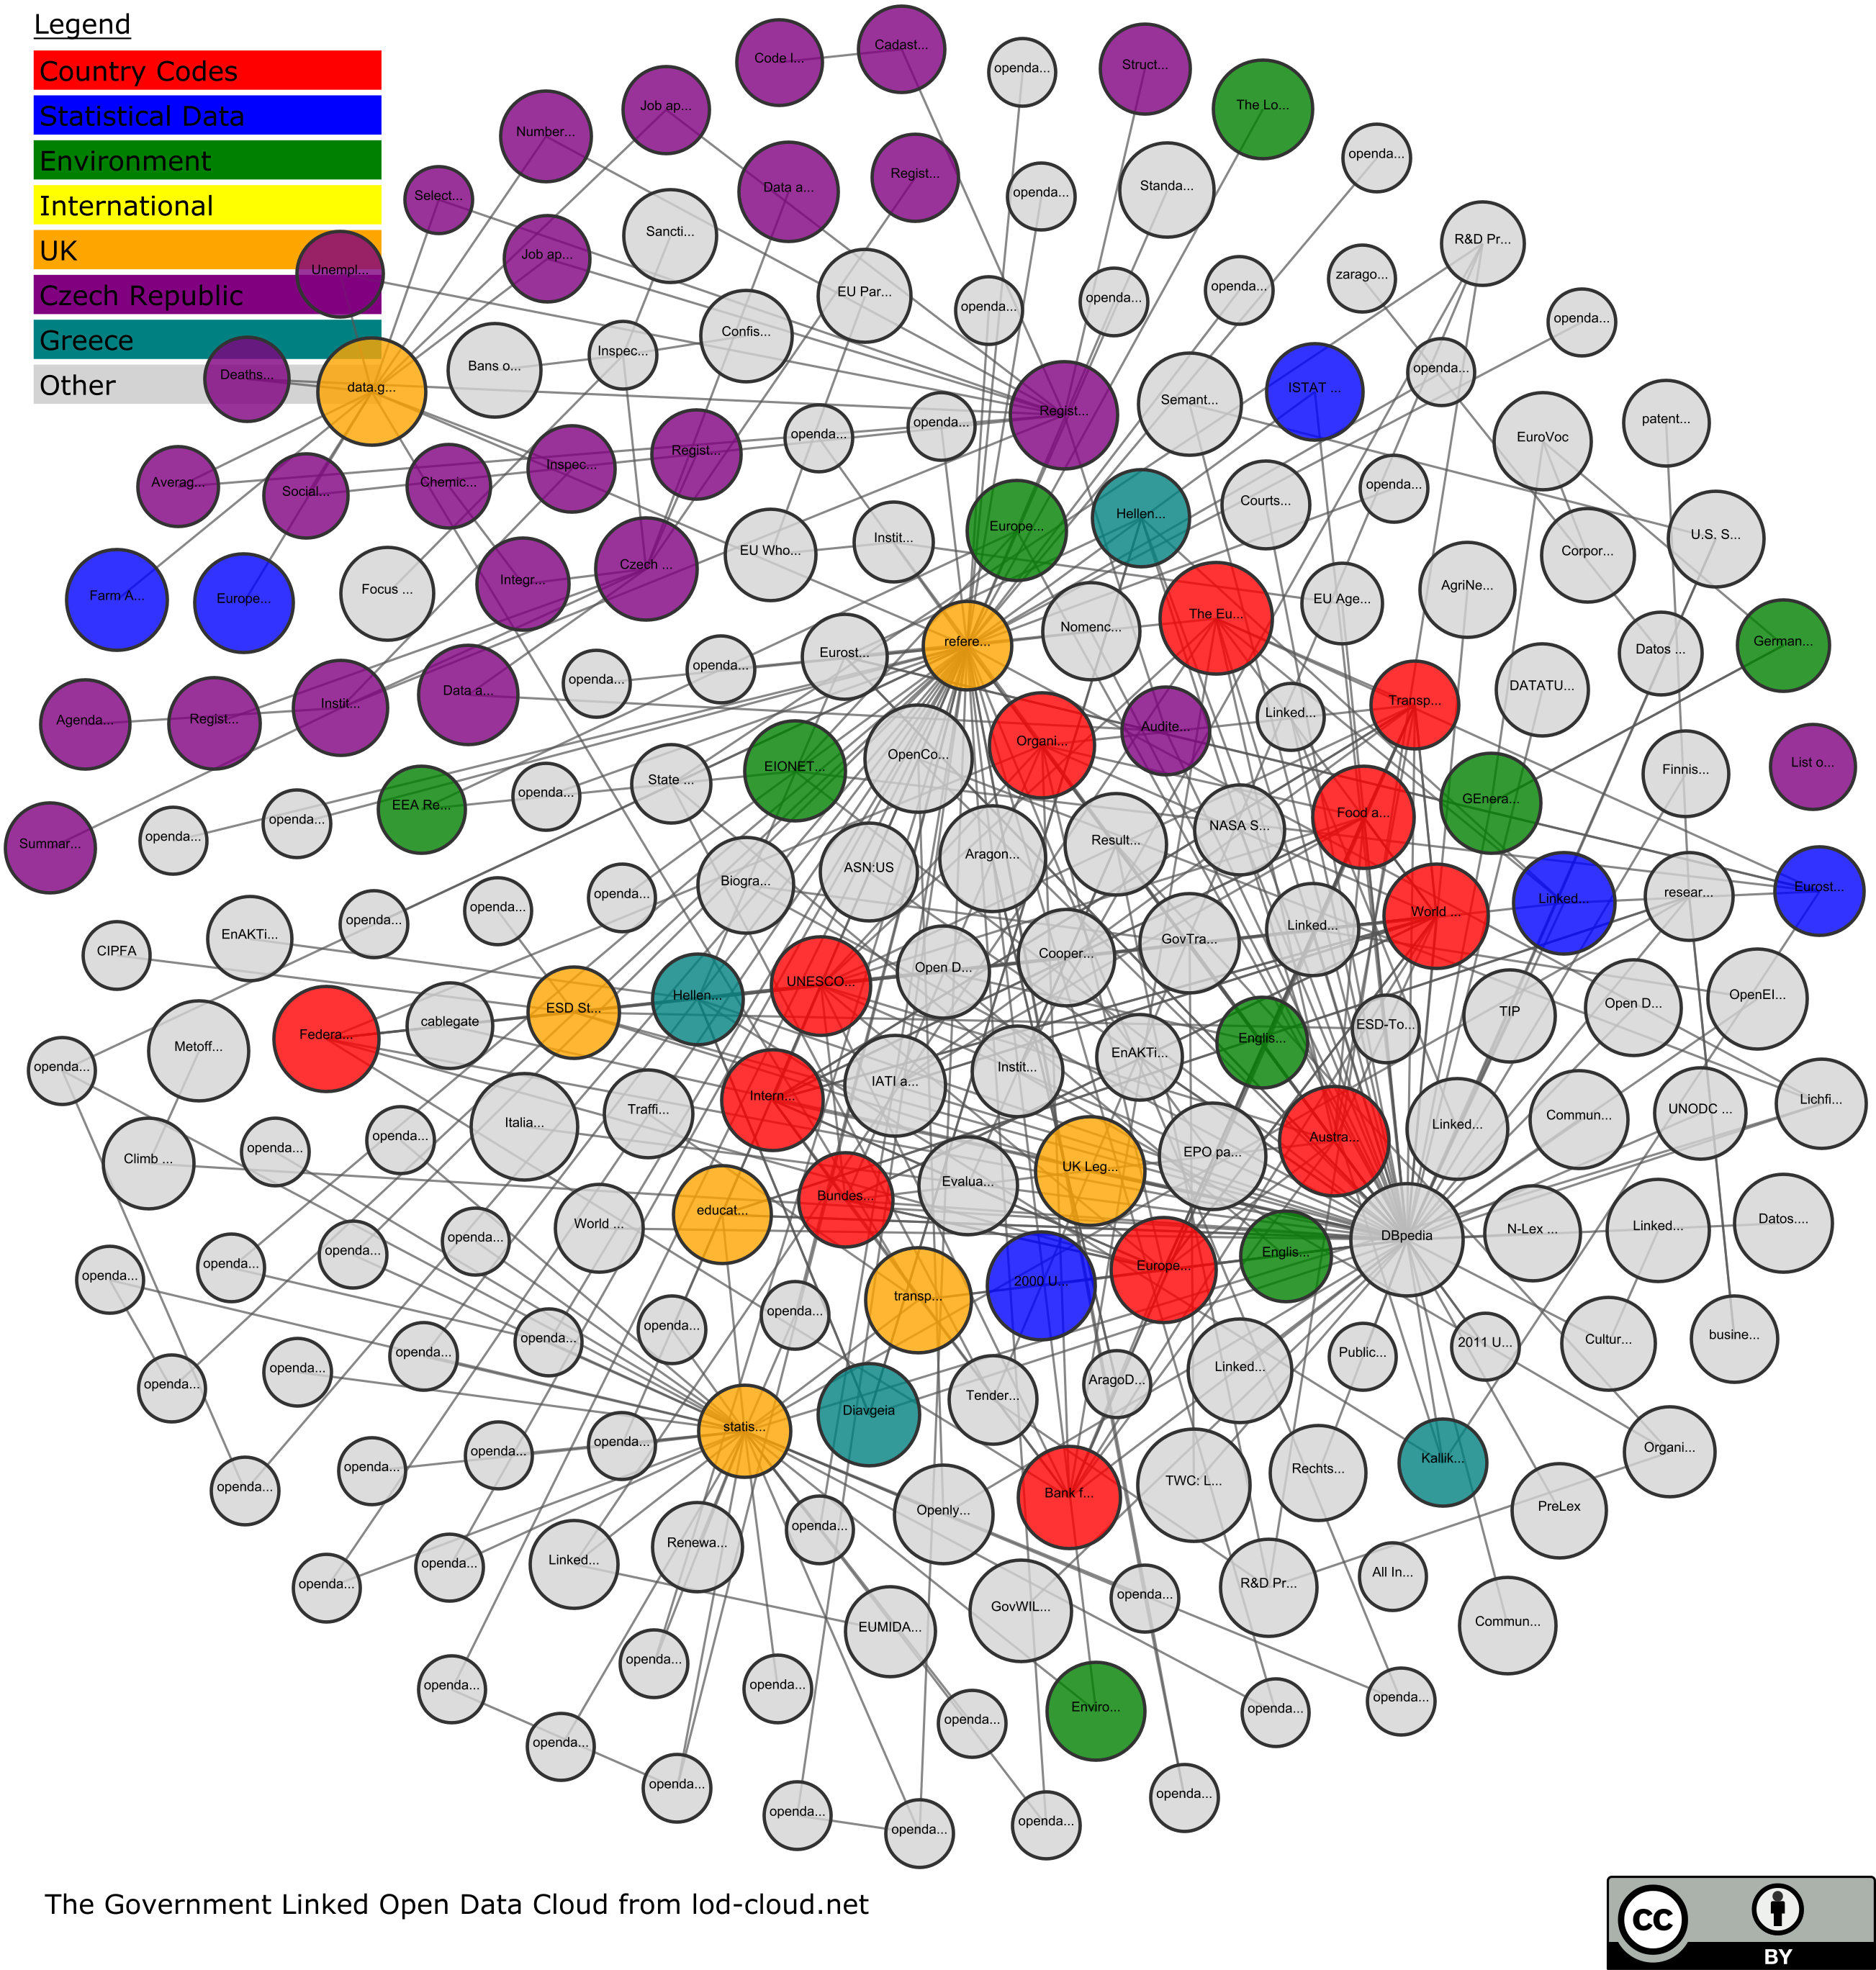 Legend
Country Codes
Statistical Data
Environment
International
UK
Czech Republic
Greece
Other
Code l...
Cadast...
openda...
Struct...
The Lo...
Job ap...
Number...
openda...
Data a...
Regist...
openda...
Standa...
Select...
Sancti...
R&D Pr...
Job ap...
Unempl...
EU Par...
openda...
openda...
openda...
zarago...
openda...
Confis...
Inspec...
Bans o...
Deaths...
data.g...
Regist...
Semant...
ISTAT ...
openda...
EuroVoc
patent...
openda...
openda...
Averag...
Social...
Chemic...
Inspec...
Regist...
Europe...
Hellen...
Courts...
openda...
U.S. S...
Corpor...
EU Who...
Instit...
Farm A...
Europe...
Focus ...
Integr...
Czech ...
The Eu...
EU Age...
AgriNe...
Eurost...
refere...
Nomenc...
Datos ...
German...
openda...
openda...
DATATU...
Transp...
Linked...
Audite...
Agenda...
Regist...
Instit...
Data a...
OpenCo...
Organi...
List o...
Finnis...
EIONET...
State ...
openda...
EEA Re...
openda...
openda...
Summar...
Aragon...
Result...
NASA S...
Food a...
GEnera...
ASN:US
Biogra...
openda...
openda...
openda...
World ...
Linked...
resear...
Eurost...
CIPFA
EnAKTi...
Open D...
Cooper...
GovTra...
Linked...
UNESCO...
Hellen...
ESD St...
cablegate
Federa...
Metoff...
openda...
Englis...
ESD-To...
TIP
Open D...
OpenEI...
EnAKTi...
Instit...
IATI a...
Intern...
Traffi...
Italia...
openda...
openda...
Climb ...
Austra...
Linked...
Commun...
UNODC ...
Lichfi...
UK Leg...
EPO pa...
Evalua...
Bundes...
educat...
World ...
openda...
openda...
openda...
openda...
DBpedia
N-Lex ...
Linked...
Datos....
Englis...
Europe...
2000 U...
transp...
openda...
openda...
openda...
openda...
openda...
openda...
Public...
2011 U...
Cultur...
busine...
Linked...
AragoD...
Tender...
Diavgeia
statis...
openda...
openda...
openda...
openda...
Kallik...
Organi...
Rechts...
TWC: L...
Bank f...
Openly...
openda...
Renewa...
Linked...
openda...
openda...
PreLex
All In...
R&D Pr...
openda...
GovWIL...
EUMIDA...
Commun...
openda...
openda...
openda...
openda...
Enviro...
openda...
openda...
openda...
openda...
openda...
openda...
openda...
openda...
The Government Linked Open Data Cloud from lod-cloud.net
CC
BY